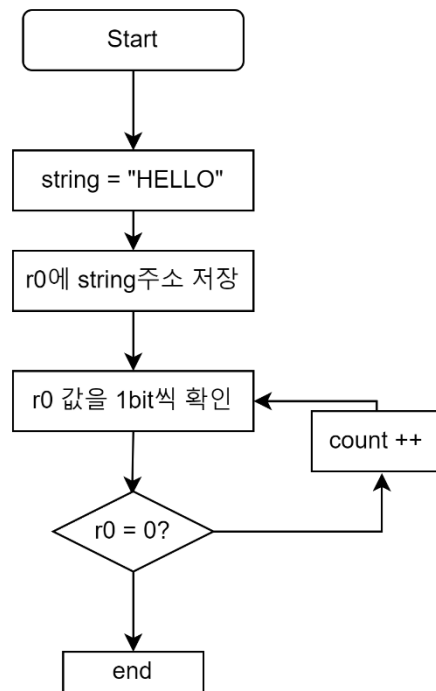 Start
string = "HELLO"
r0에 string주소 저장
r0 값을 1bit씩 확인
count ++
r0 = 0?
end